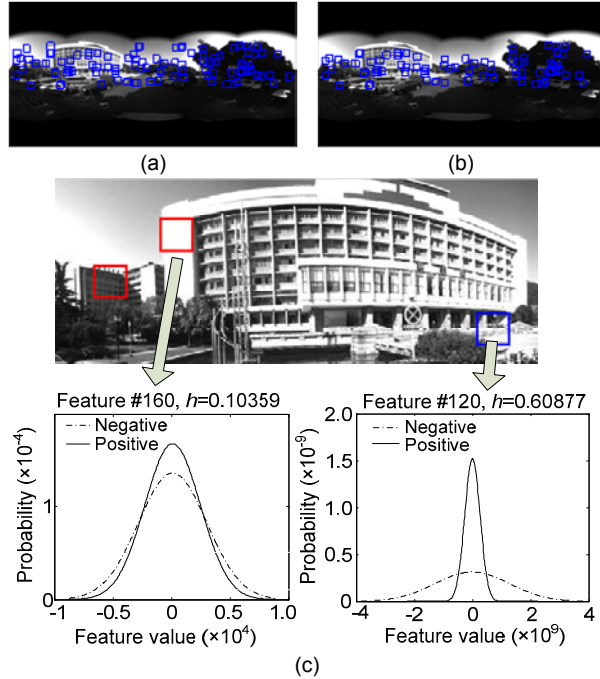 (a)
(b)
Feature #160, h=0.10359
Negative
Positive
Probability (×10⁻⁴)
1
0
-1.0
-0.5
0
0.5
1.0
Feature value (×10⁴)
Feature #120, h=0.60877
Negative
Positive
Probability (×10⁻⁹)
2.0
1.5
1.0
0.5
0
-4
-2
0
2
4
Feature value (×10⁹)
(c)